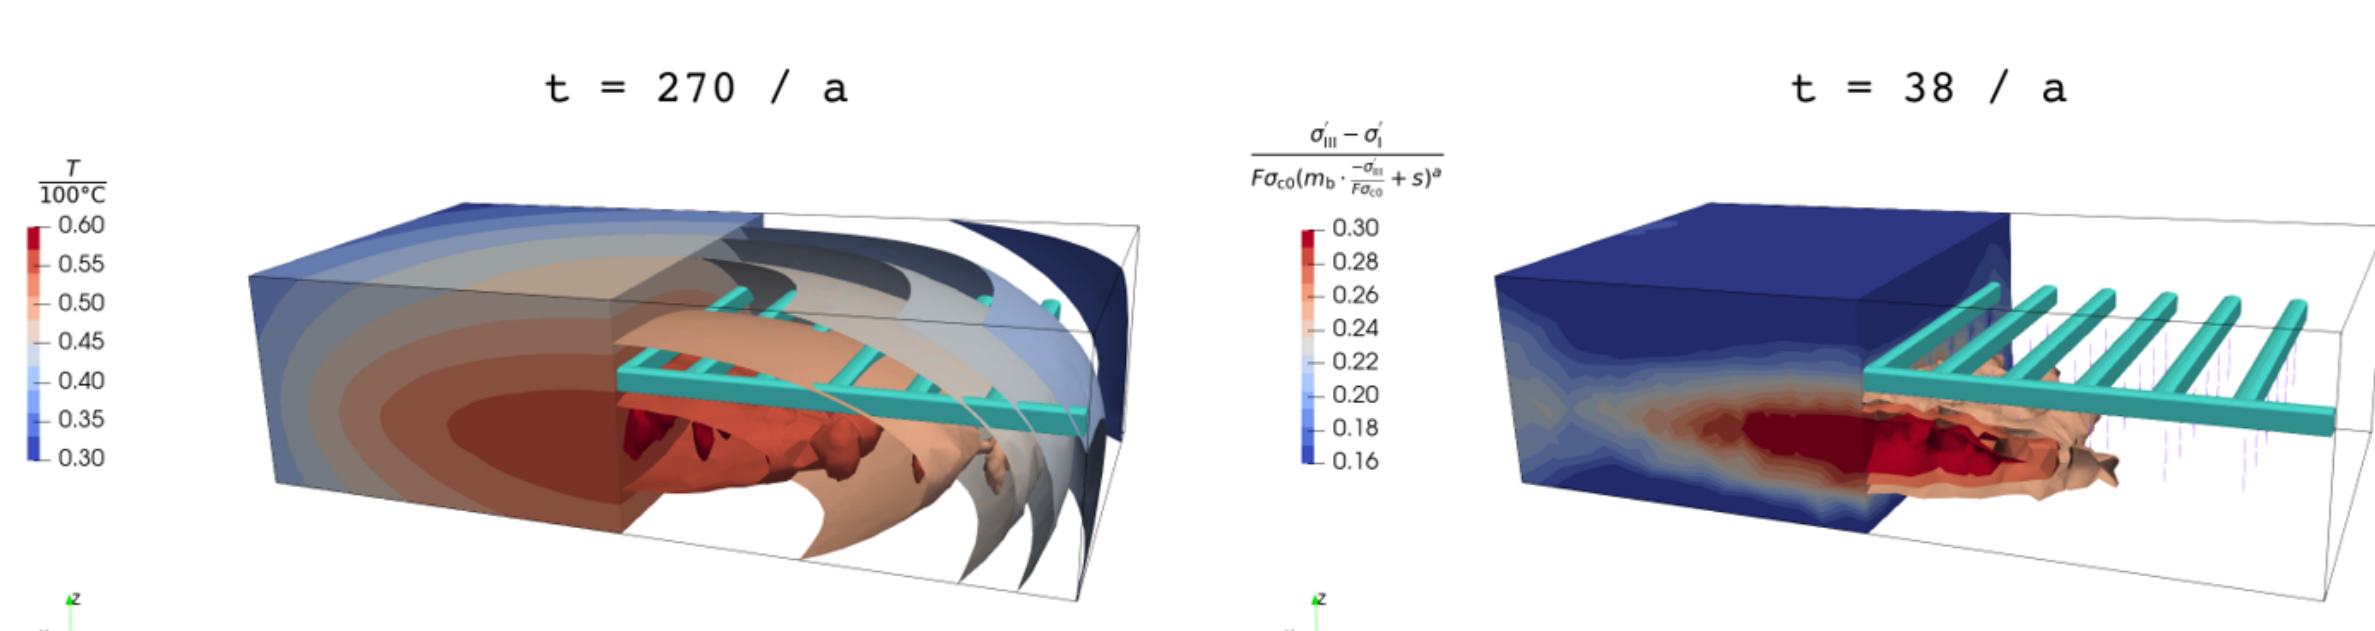 t = 270 / a
T
100°C
0.60
0.55
0.50
0.45
0.40
0.35
0.30
z
t = 38 / a
σ′III − σ′I
Fσc0(mb · −σ′III/Fσc0 + s)a
0.30
0.28
0.26
0.24
0.22
0.20
0.18
0.16
z